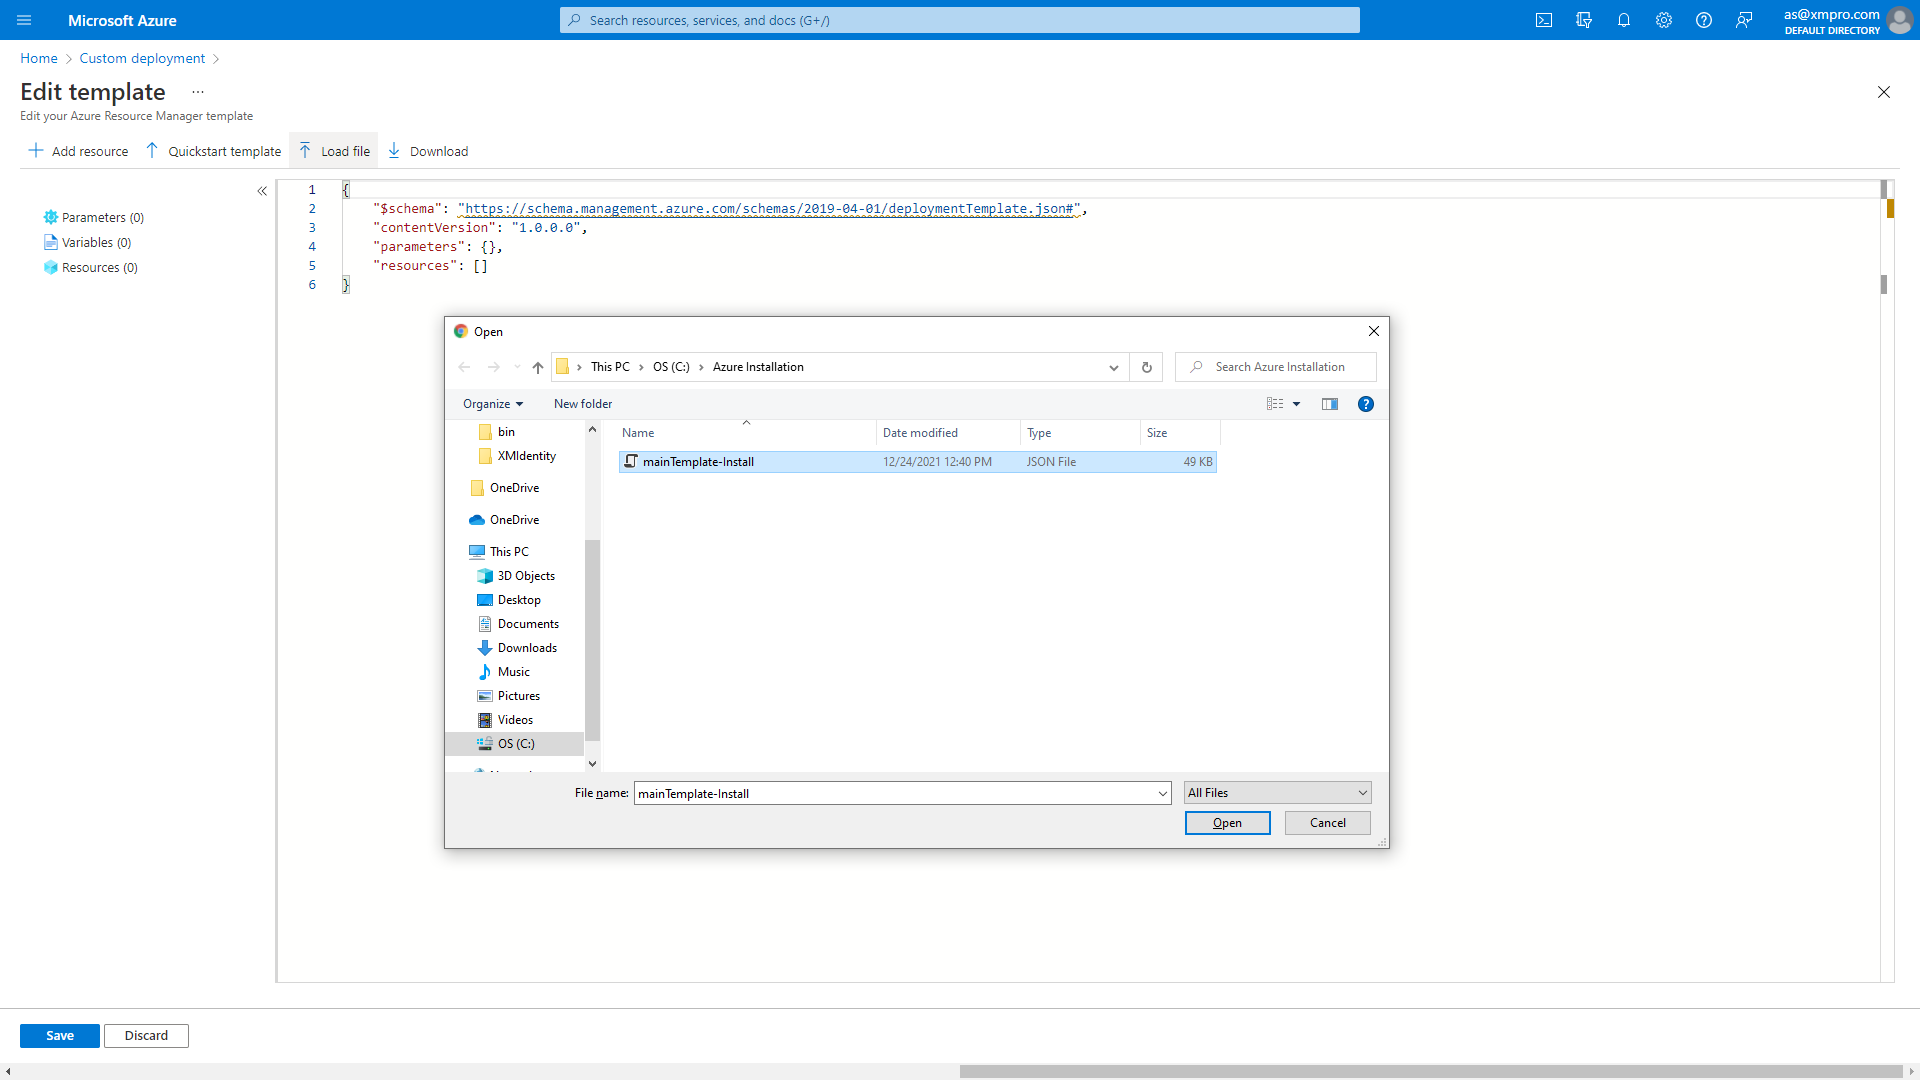 Microsoft Azure
Search resources, services, and docs (G+/)
as@xmpro.com
DEFAULT DIRECTORY
Home
Custom deployment
Edit template
...
Edit your Azure Resource Manager template
Add resource
Quickstart template
Load file
Download
Parameters (0)
Variables (0)
Resources (0)
1 {
2 "$schema": "https://schema.management.azure.com/schemas/2019-04-01/deploymentTemplate.json#",
3 "contentVersion": "1.0.0.0",
4 "parameters": {},
5 "resources": []
6 }
Open
This PC > OS (C:) > Azure Installation
Search Azure Installation
Organize
New folder
Name Date modified Type Size
mainTemplate-Install 12/24/2021 12:40 PM JSON File 49 KB
bin
XMIdentity
OneDrive
OneDrive
This PC
3D Objects
Desktop
Documents
Downloads
Music
Pictures
Videos
OS (C:)
File name: mainTemplate-Install
All Files
Open
Cancel
Save
Discard